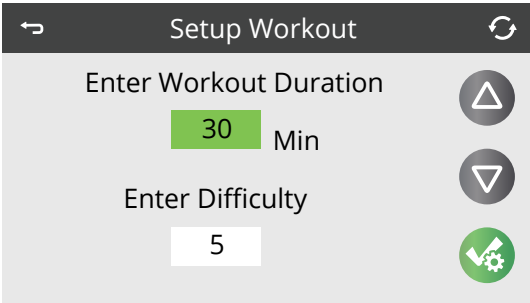 Setup Workout
Enter Workout Duration
30 Min
Enter Difficulty
5